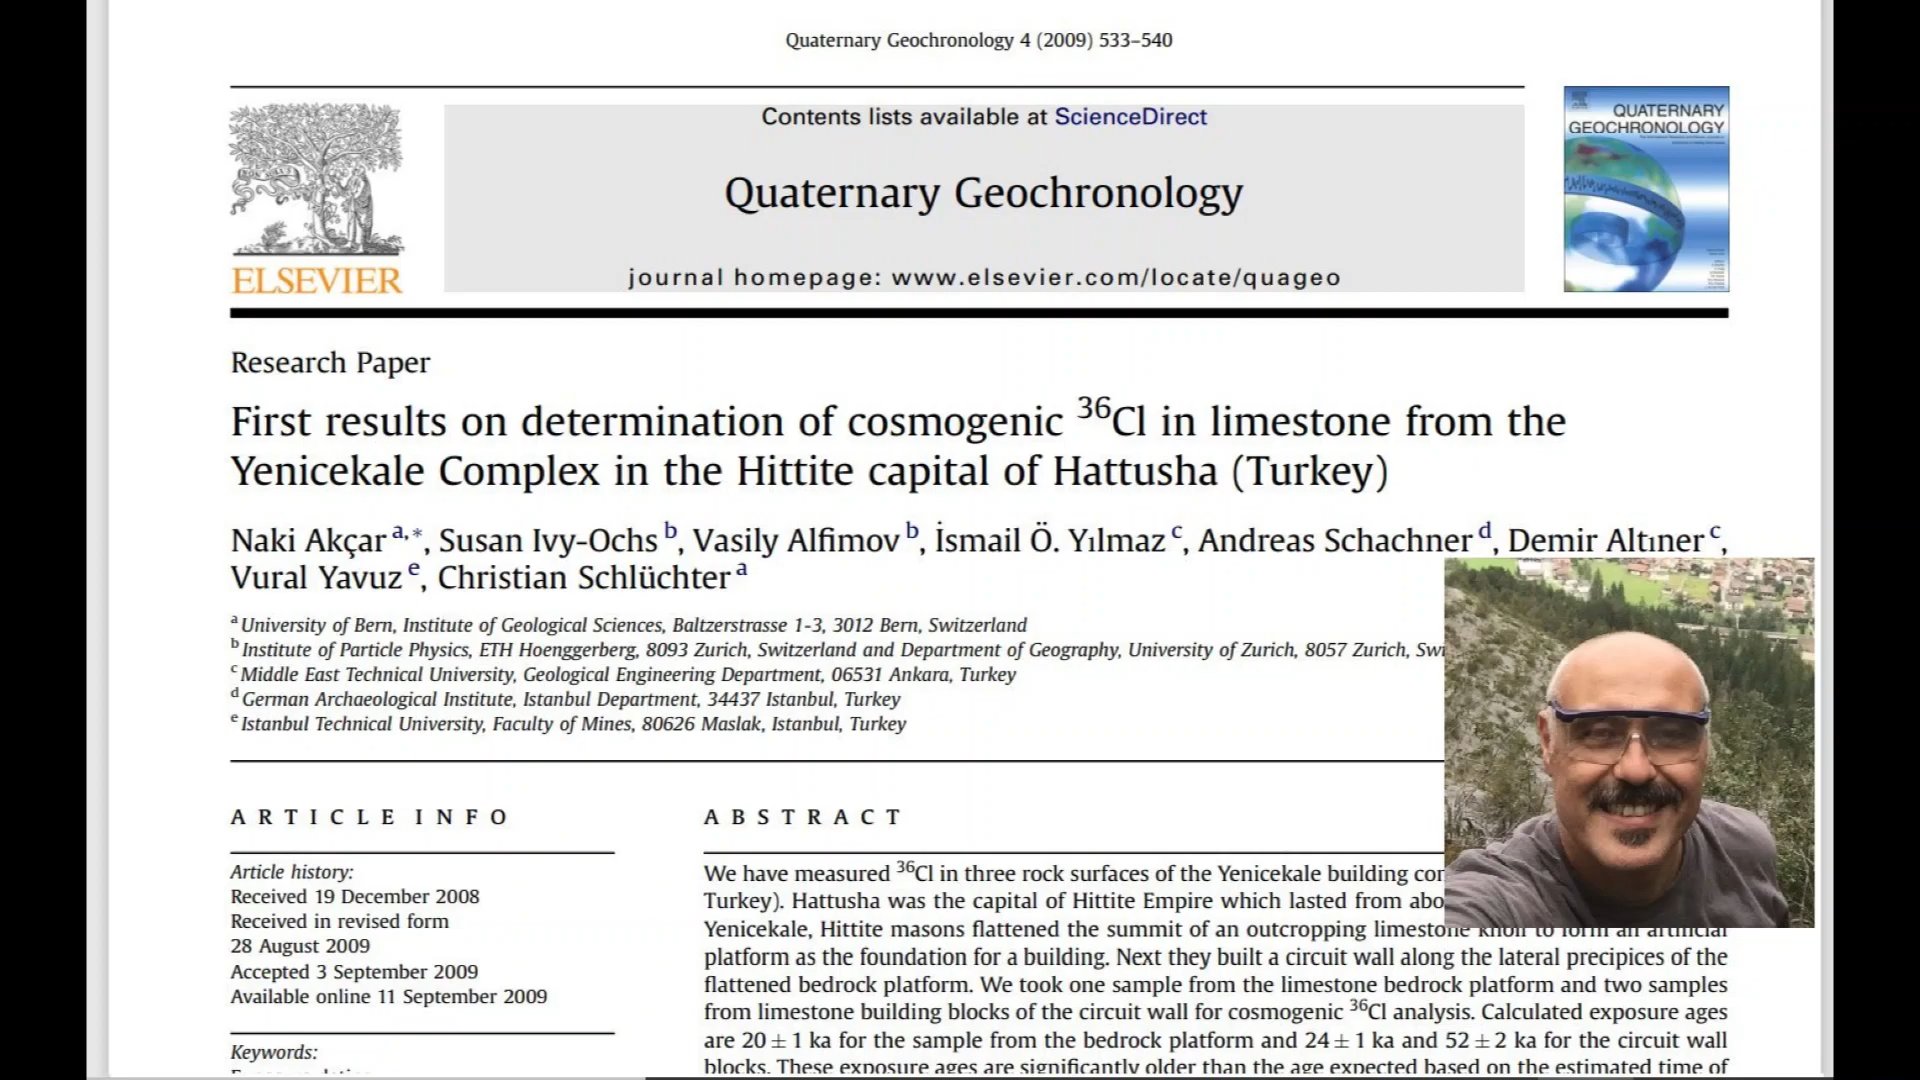 Quaternary Geochronology 4 (2009) 533–540
Contents lists available at ScienceDirect
Quaternary Geochronology
journal homepage: www.elsevier.com/locate/quageo
ELSEVIER
QUATERNARY
GEOCHRONOLOGY
Research Paper
First results on determination of cosmogenic 36Cl in limestone from the
Yenicekale Complex in the Hittite capital of Hattusha (Turkey)
Naki Akçar a,*, Susan Ivy-Ochs b, Vasily Alfimov b, İsmail Ö. Yılmaz c, Andreas Schachner d, Demir Altıner c,
Vural Yavuz e, Christian Schlüchter a
a University of Bern, Institute of Geological Sciences, Baltzerstrasse 1-3, 3012 Bern, Switzerland
b Institute of Particle Physics, ETH Hoenggerberg, 8093 Zurich, Switzerland and Department of Geography, University of Zurich, 8057 Zurich, Swi
c Middle East Technical University, Geological Engineering Department, 06531 Ankara, Turkey
d German Archaeological Institute, Istanbul Department, 34437 Istanbul, Turkey
e Istanbul Technical University, Faculty of Mines, 80626 Maslak, Istanbul, Turkey
ARTICLE INFO
Article history:
Received 19 December 2008
Received in revised form
28 August 2009
Accepted 3 September 2009
Available online 11 September 2009
Keywords:
ABSTRACT
We have measured 36Cl in three rock surfaces of the Yenicekale building con
Turkey). Hattusha was the capital of Hittite Empire which lasted from abo
Yenicekale, Hittite masons flattened the summit of an outcropping limestone knoll to form an artificial
platform as the foundation for a building. Next they built a circuit wall along the lateral precipices of the
flattened bedrock platform. We took one sample from the limestone bedrock platform and two samples
from limestone building blocks of the circuit wall for cosmogenic 36Cl analysis. Calculated exposure ages
are 20 ± 1 ka for the sample from the bedrock platform and 24 ± 1 ka and 52 ± 2 ka for the circuit wall
blocks. These exposure ages are significantly older than the age expected based on the estimated time of